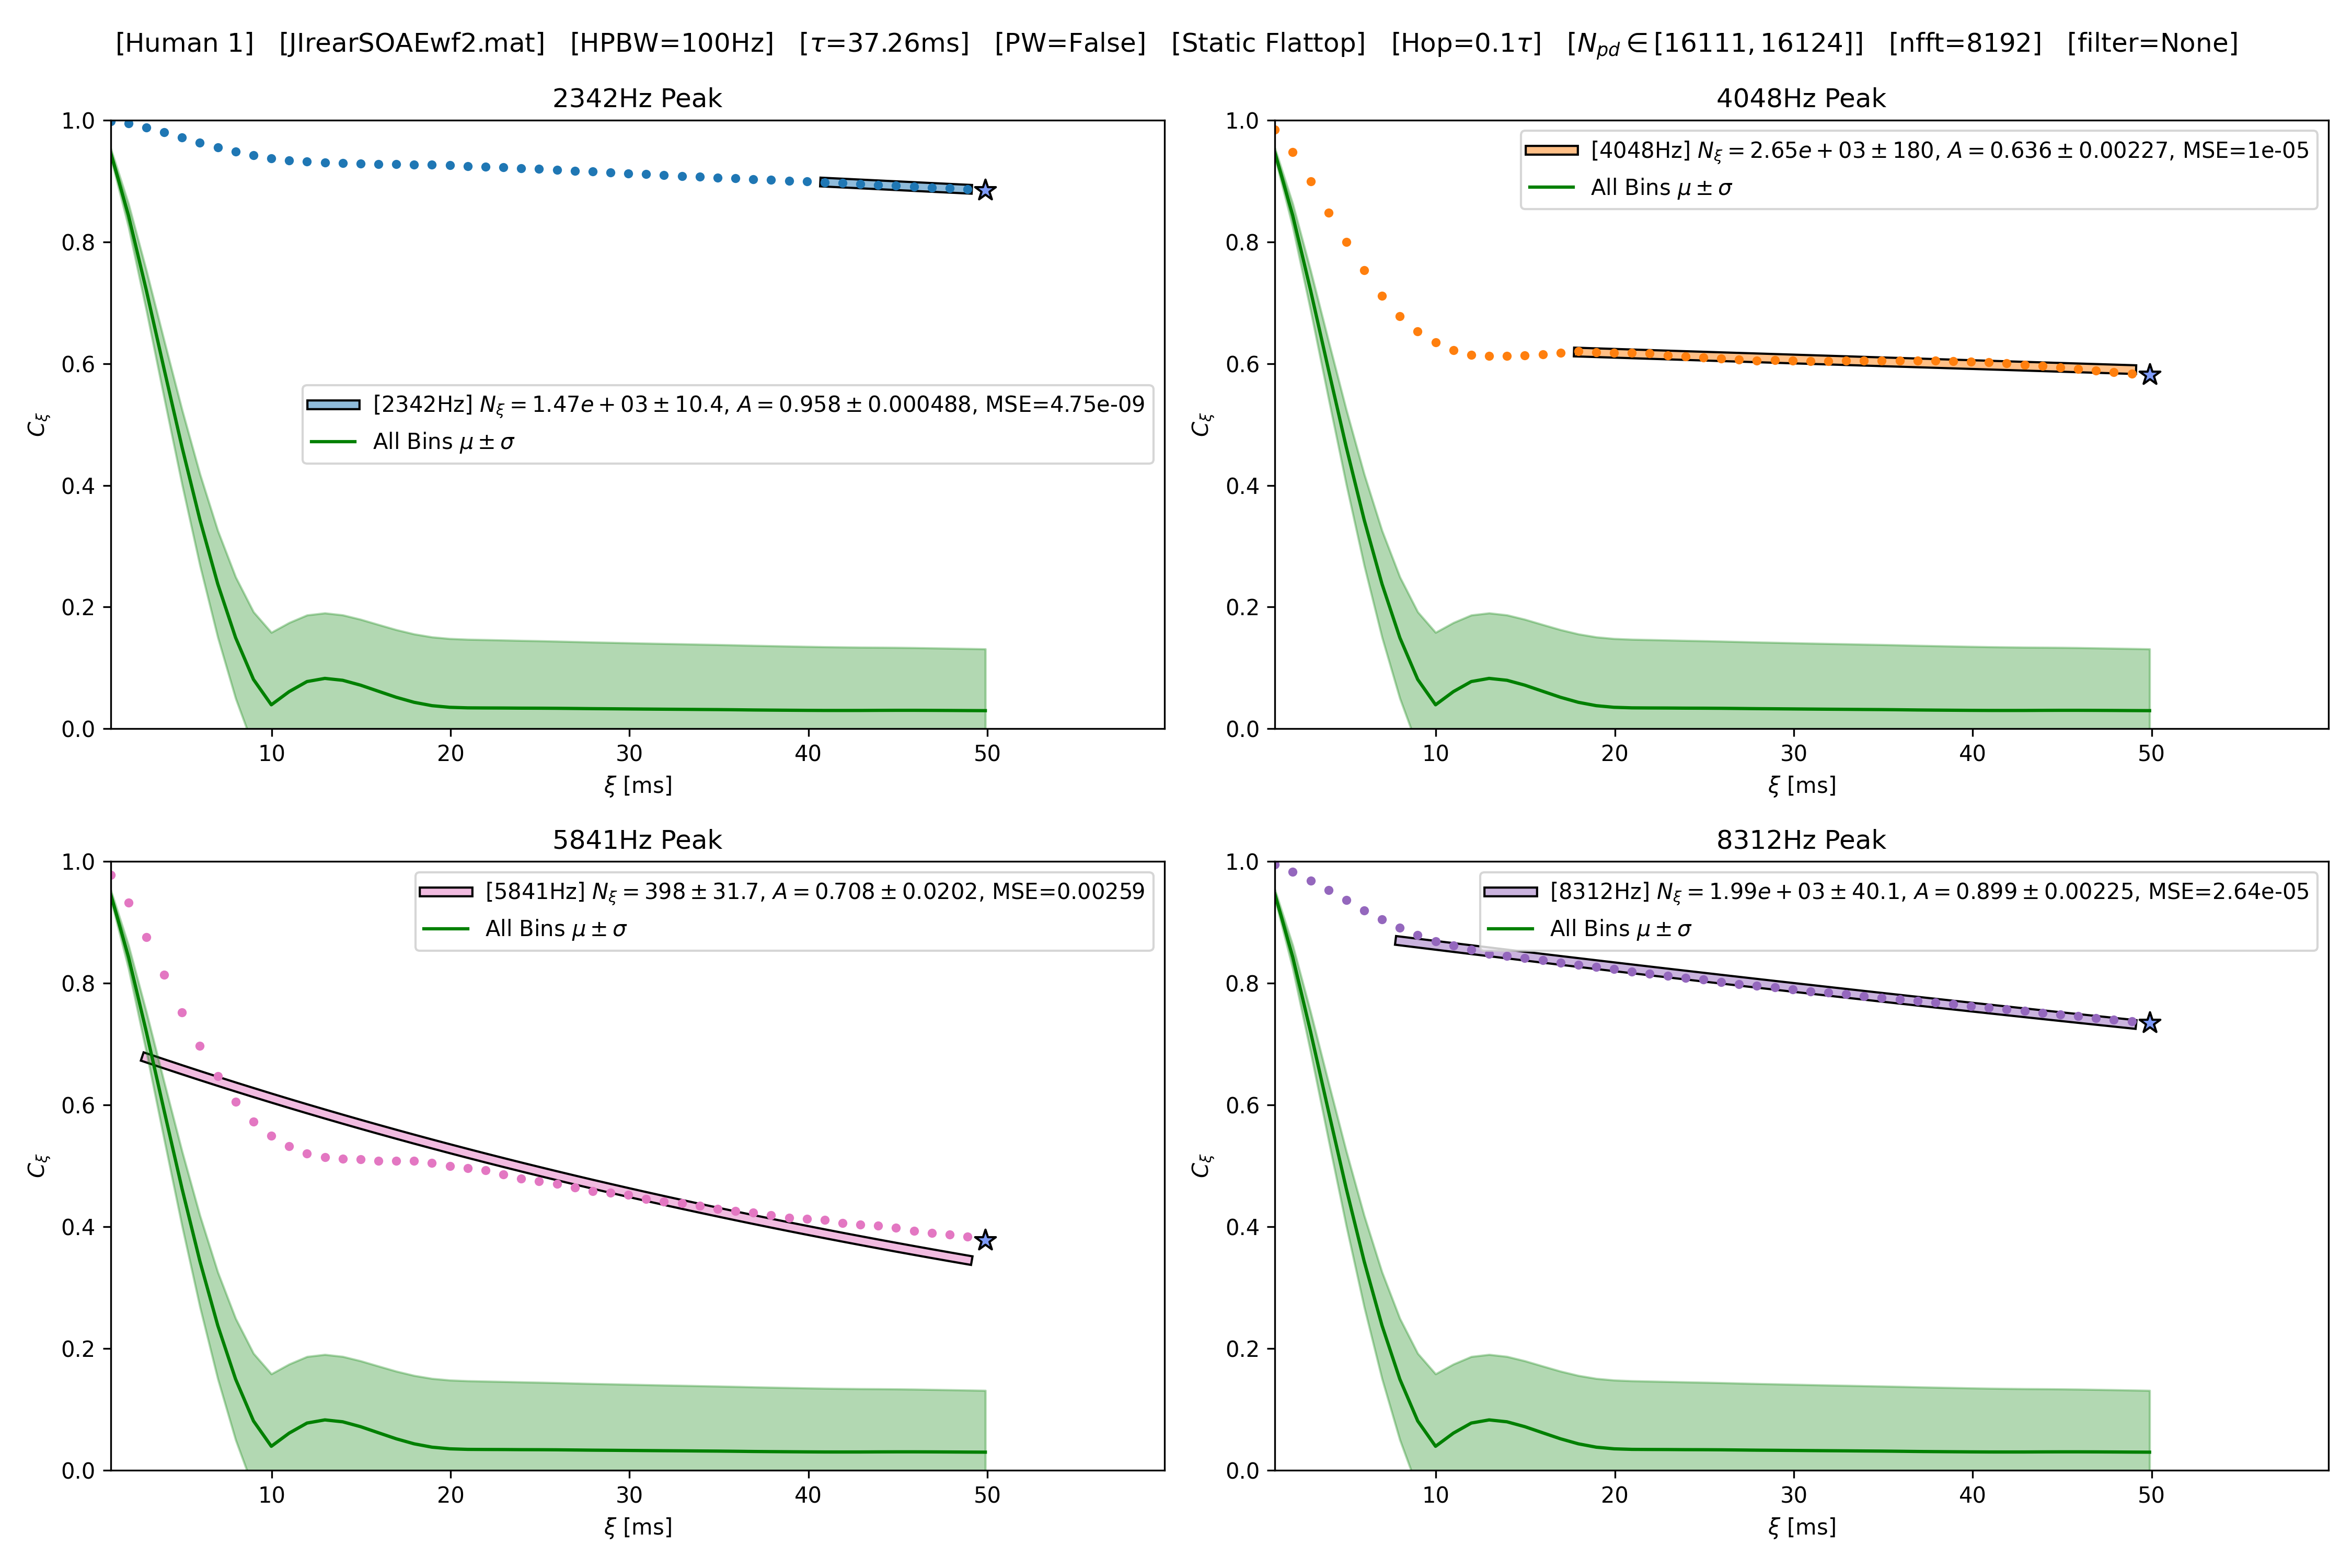 [Human 1] [JIrearSOAEwf2.mat] [HPBW=100Hz] [τ=37.26ms] [PW=False] [Static Flattop] [Hop=0.1τ] [N_pd ∈ [16111, 16124]] [nfft=8192] [filter=None]
2342Hz Peak
1.0
0.8
0.6
0.4
0.2
0.0
C_ξ
[2342Hz] N_ξ = 1.47e + 03 ± 10.4, A = 0.958 ± 0.000488, MSE=4.75e-09
All Bins μ ± σ
10 20 30 40 50
ξ [ms]
4048Hz Peak
1.0
0.8
0.6
0.4
0.2
0.0
C_ξ
[4048Hz] N_ξ = 2.65e + 03 ± 180, A = 0.636 ± 0.00227, MSE=1e-05
All Bins μ ± σ
10 20 30 40 50
ξ [ms]
5841Hz Peak
1.0
0.8
0.6
0.4
0.2
0.0
C_ξ
[5841Hz] N_ξ = 398 ± 31.7, A = 0.708 ± 0.0202, MSE=0.00259
All Bins μ ± σ
10 20 30 40 50
ξ [ms]
8312Hz Peak
1.0
0.8
0.6
0.4
0.2
0.0
C_ξ
[8312Hz] N_ξ = 1.99e + 03 ± 40.1, A = 0.899 ± 0.00225, MSE=2.64e-05
All Bins μ ± σ
10 20 30 40 50
ξ [ms]